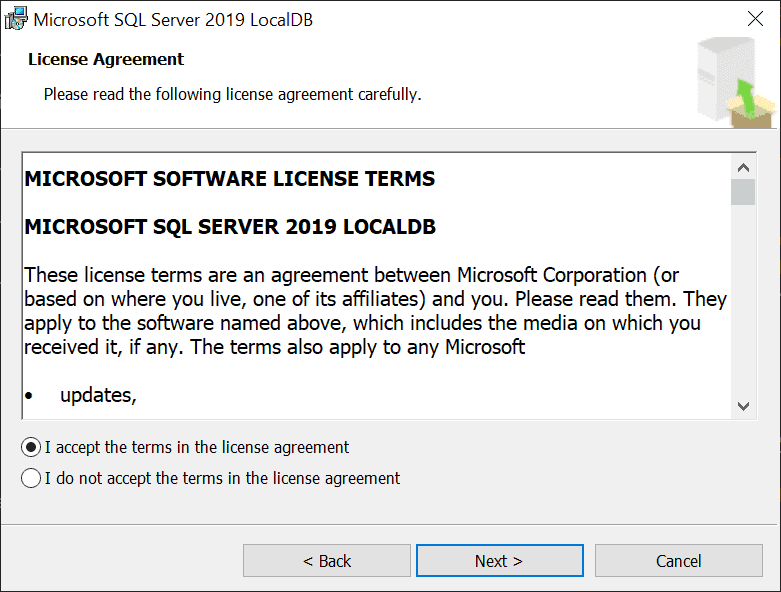 Microsoft SQL Server 2019 LocalDB
License Agreement
Please read the following license agreement carefully.
MICROSOFT SOFTWARE LICENSE TERMS
MICROSOFT SQL SERVER 2019 LOCALDB
These license terms are an agreement between Microsoft Corporation (or
based on where you live, one of its affiliates) and you. Please read them. They
apply to the software named above, which includes the media on which you
received it, if any. The terms also apply to any Microsoft
• updates,
I accept the terms in the license agreement
I do not accept the terms in the license agreement
< Back
Next >
Cancel